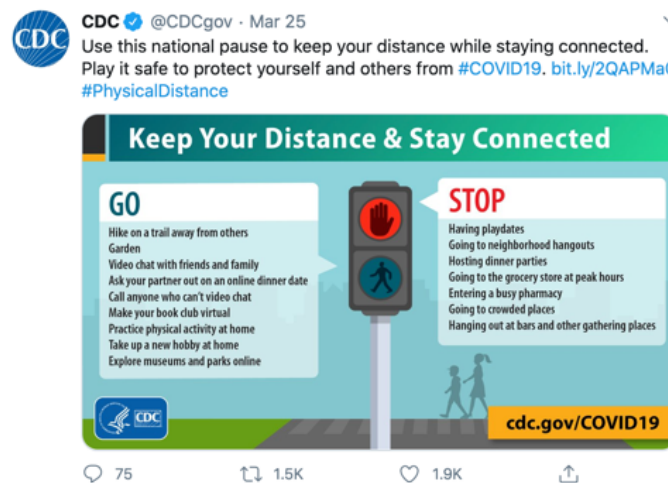 CDC @CDCgov · Mar 25
Use this national pause to keep your distance while staying connected.
Play it safe to protect yourself and others from #COVID19. bit.ly/2QAPMa
#PhysicalDistance
CDC
Keep Your Distance & Stay Connected
GO
Hike on a trail away from others
Garden
Video chat with friends and family
Ask your partner out on an online dinner date
Call anyone who can't video chat
Make your book club virtual
Practice physical activity at home
Take up a new hobby at home
Explore museums and parks online
STOP
Having playdates
Going to neighborhood hangouts
Hosting dinner parties
Going to the grocery store at peak hours
Entering a busy pharmacy
Going to crowded places
Hanging out at bars and other gathering places
CDC
cdc.gov/COVID19
75 1.5K 1.9K